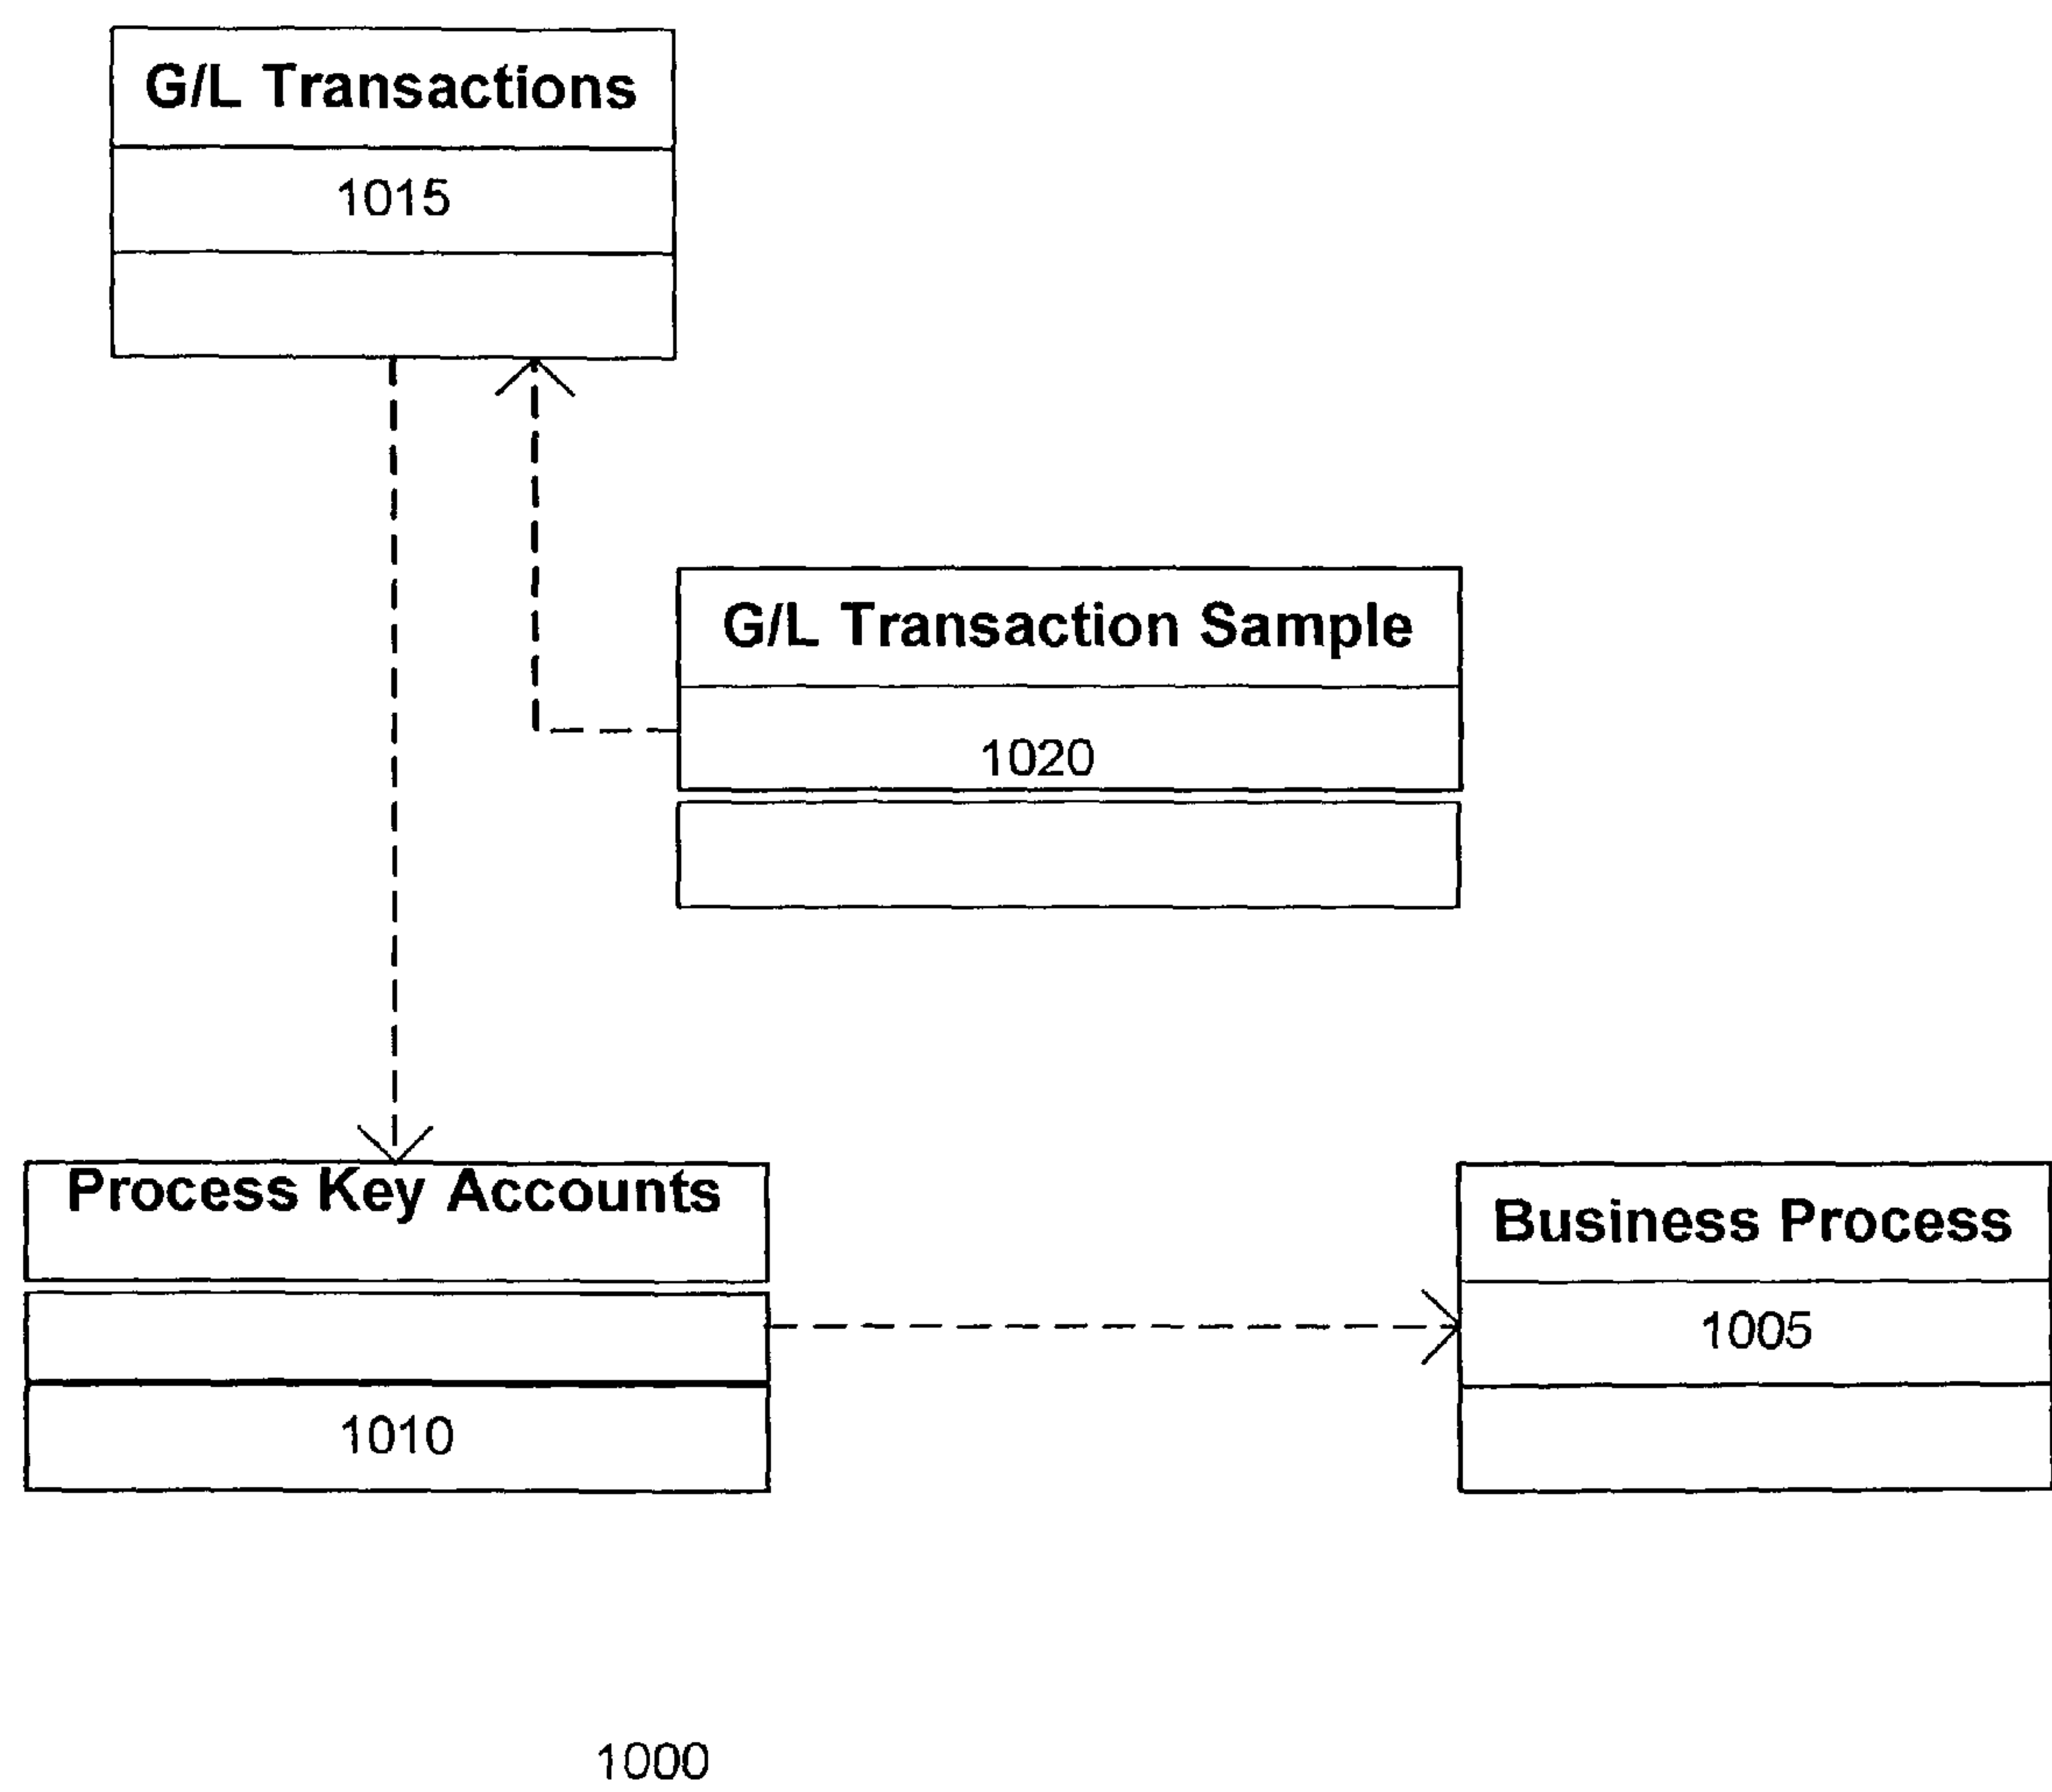 G/L Transactions
1015
G/L Transaction Sample
1020
Process Key Accounts
1010
Business Process
1005
1000